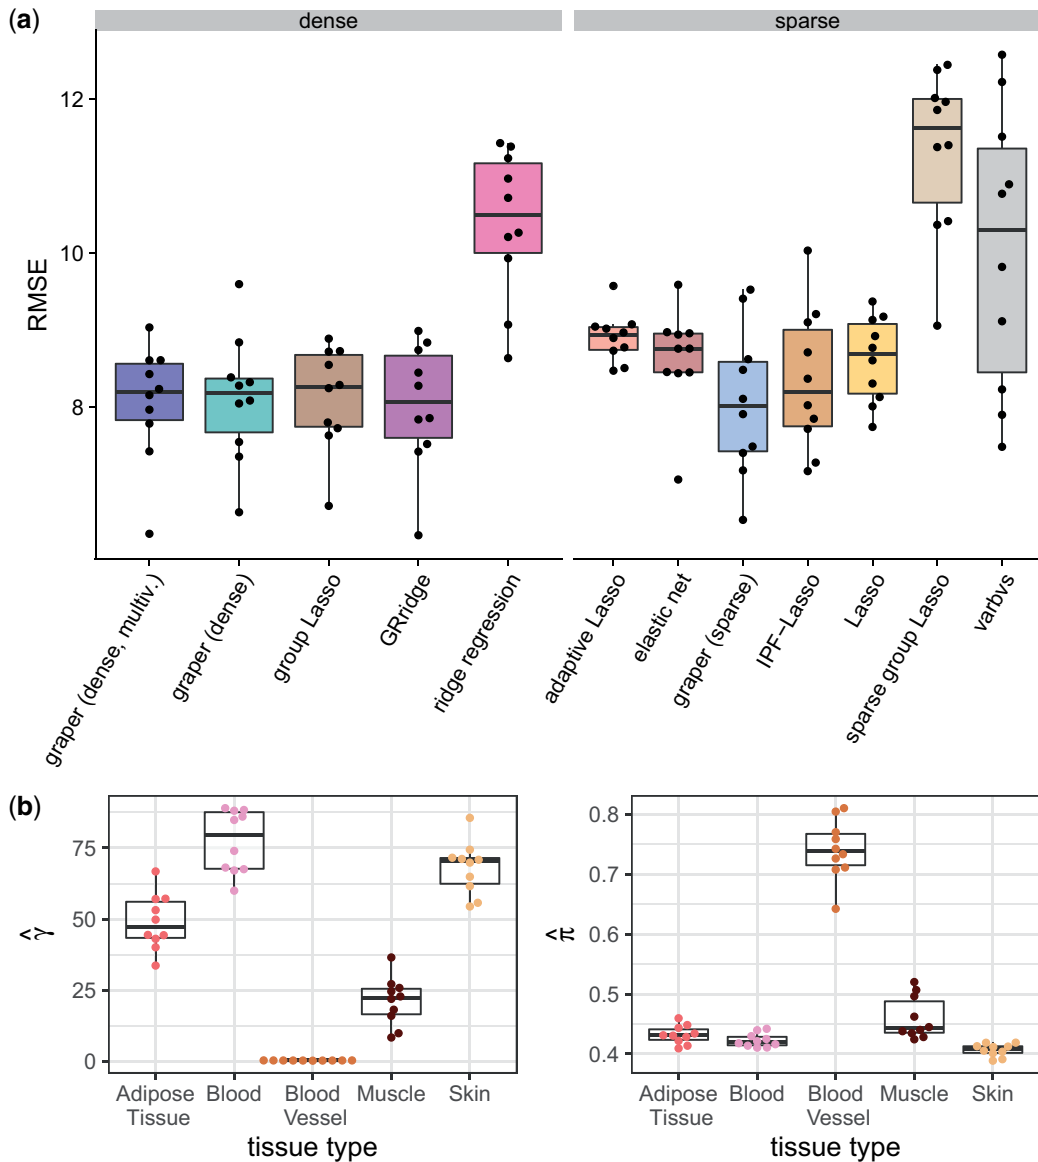 (a)
dense
sparse
RMSE
12
10
8
graper (dense, multiv.)
graper (dense)
group Lasso
GRridge
ridge regression
adaptive Lasso
elastic net
graper (sparse)
IPF−Lasso
Lasso
sparse group Lasso
varbvs
(b)
γ̂
75
50
25
0
Adipose
Tissue
Blood
Blood
Vessel
Muscle
Skin
tissue type
π̂
0.8
0.7
0.6
0.5
0.4
Adipose
Tissue
Blood
Blood
Vessel
Muscle
Skin
tissue type